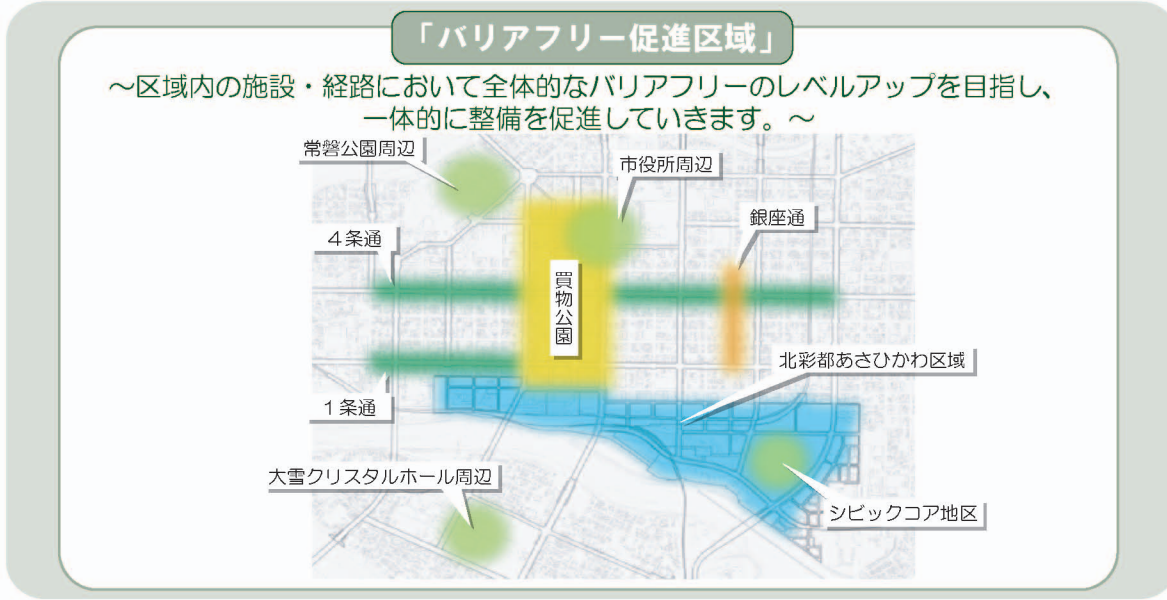 「バリアフリー促進区域」
～区域内の施設・経路において全体的なバリアフリーのレベルアップを目指し、
一体的に整備を促進していきます。～
常磐公園周辺
市役所周辺
銀座通
4条通
買物公園
北彩都あさひかわ区域
1条通
大雪クリスタルホール周辺
シビックコア地区